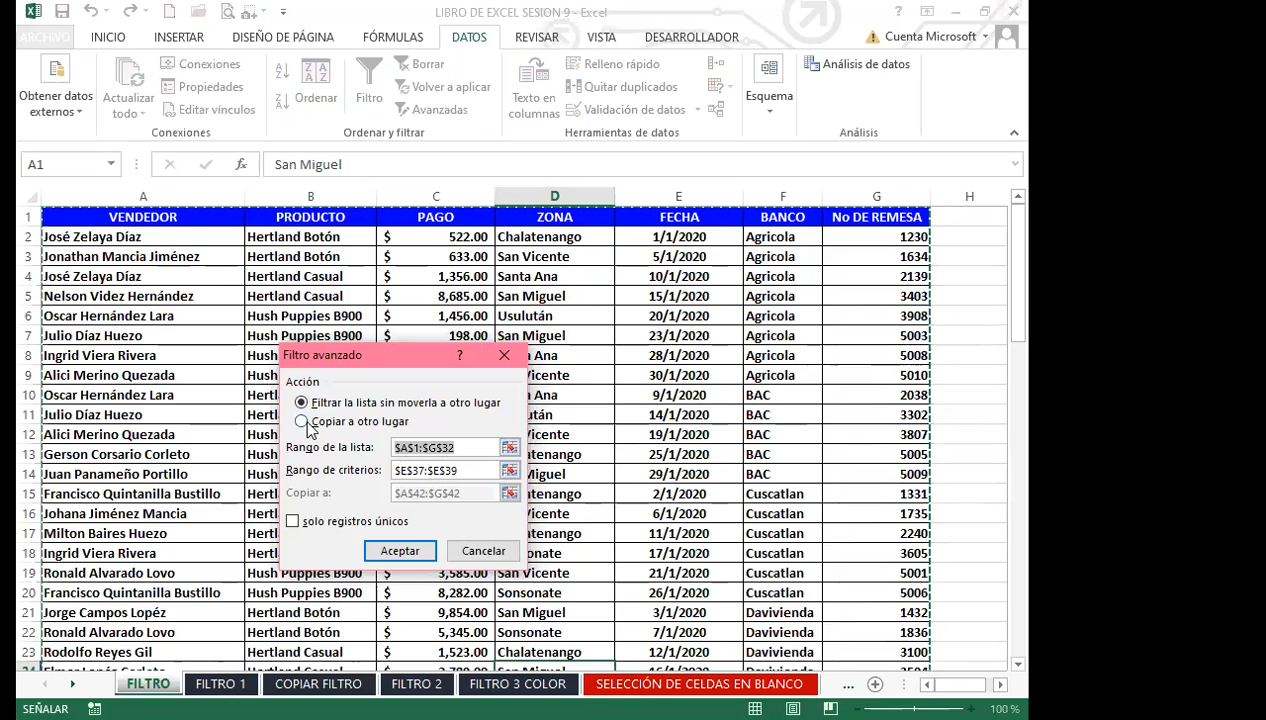 LIBRO DE EXCEL SESION 9 - Excel
ARCHIVO INICIO INSERTAR DISEÑO DE PÁGINA FÓRMULAS DATOS REVISAR VISTA DESARROLLADOR Cuenta Microsoft
Obtener datos externos
Actualizar todo
Conexiones
Propiedades
Editar vínculos
Conexiones
Ordenar
Filtro
Borrar
Volver a aplicar
Avanzadas
Ordenar y filtrar
Texto en columnas
Relleno rápido
Quitar duplicados
Validación de datos
Herramientas de datos
Esquema
Análisis de datos
Análisis
A1 fx San Miguel
A B C D E F G H
1 VENDEDOR PRODUCTO PAGO ZONA FECHA BANCO No DE REMESA
2 José Zelaya Díaz Hertland Botón $ 522.00 Chalatenango 1/1/2020 Agricola 1230
3 Jonathan Mancia Jiménez Hertland Botón $ 633.00 San Vicente 5/1/2020 Agricola 1634
4 José Zelaya Díaz Hertland Casual $ 1,356.00 Santa Ana 10/1/2020 Agricola 2139
5 Nelson Videz Hernández Hertland Casual $ 8,685.00 San Miguel 15/1/2020 Agricola 3403
6 Oscar Hernández Lara Hush Puppies B900 $ 1,456.00 Usulután 20/1/2020 Agricola 3908
7 Julio Díaz Huezo Hush Puppies B900 $ 198.00 San Miguel 23/1/2020 Agricola 5003
8 Ingrid Viera Rivera Hush Ana 28/1/2020 Agricola 5008
9 Alici Merino Quezada Hush 30/1/2020 Agricola 5010
10 Oscar Hernández Lara Hertl Ana 9/1/2020 BAC 2038
11 Julio Díaz Huezo Hertl 14/1/2020 BAC 3302
12 Alici Merino Quezada Hertl 19/1/2020 BAC 3807
13 Gerson Corsario Corleto Hush 25/1/2020 BAC 5005
14 Juan Panameño Portillo Hush 29/1/2020 BAC 5009
15 Francisco Quintanilla Bustillo Hertl 2/1/2020 Cuscatlan 1331
16 Johana Jiménez Mancia Hertl 6/1/2020 Cuscatlan 1735
17 Milton Baires Huezo Hertl 11/1/2020 Cuscatlan 2240
18 Ingrid Viera Rivera Hertl 17/1/2020 Cuscatlan 3605
19 Ronald Alvarado Lovo Hush Puppies B900 $ 3,585.00 San Vicente 21/1/2020 Cuscatlan 5001
20 Francisco Quintanilla Bustillo Hush Puppies B900 $ 8,282.00 Sonsonate 26/1/2020 Cuscatlan 5006
21 Jorge Campos Lopéz Hertland Botón $ 9,854.00 San Miguel 3/1/2020 Davivienda 1432
22 Ronald Alvarado Lovo Hertland Botón $ 5,345.00 Sonsonate 7/1/2020 Davivienda 1836
23 Rodolfo Reyes Gil Hertland Casual $ 1,523.00 Chalatenango 12/1/2020 Davivienda 3100
Filtro avanzado ?
Acción
Filtrar la lista sin moverla a otro lugar
Copiar a otro lugar
Rango de la lista: $A$1:$G$32
Rango de criterios: $E$37:$E$39
Copiar a: $A$42:$G$42
Solo registros únicos
Aceptar Cancelar
FILTRO FILTRO 1 COPIAR FILTRO FILTRO 2 FILTRO 3 COLOR SELECCIÓN DE CELDAS EN BLANCO ...
SEÑALAR 100 %